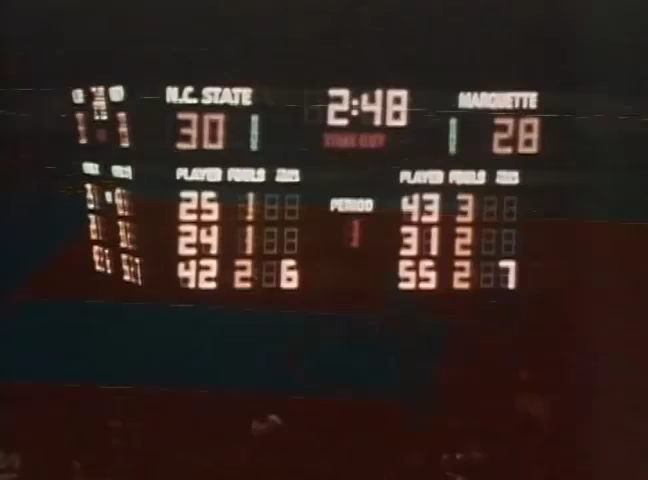 N.C. STATE 2:48 MARQUETTE
30 TIME OUT 28
PLAYER FOULS PLAYER FOULS
25 1 PERIOD 43 3
24 1 1 31 2
42 2 6 55 2 7